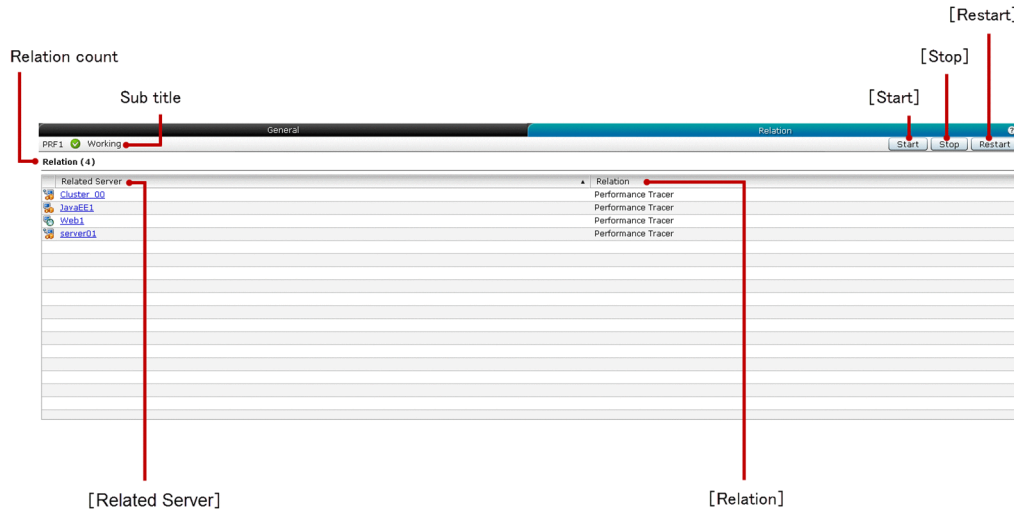 [Restart]
Relation count
[Stop]
Sub title
[Start]
General
Relation
?
PRF1 Working
Start
Stop
Restart
Relation (4)
Related Server
Relation
Cluster_00 Performance Tracer
JavaEE1 Performance Tracer
Web1 Performance Tracer
server01 Performance Tracer
[Related Server]
[Relation]